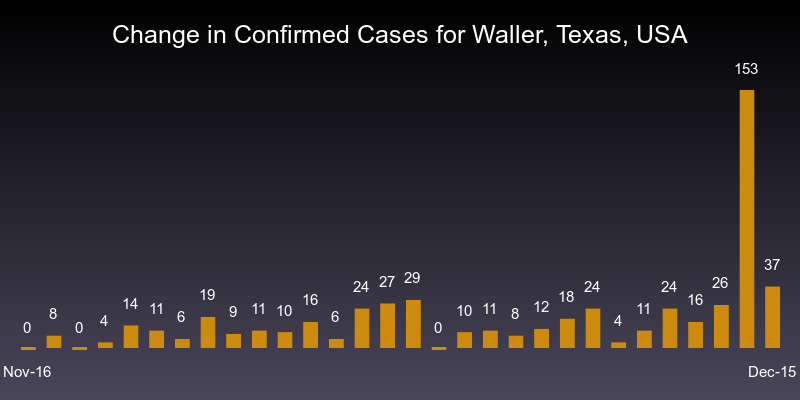 Change in Confirmed Cases for Waller, Texas, USA
0 8 0 4 14 11 6 19 9 11 10 16 6 24 27 29 0 10 11 8 12 18 24 4 11 24 16 26 153 37
Nov-16 Dec-15